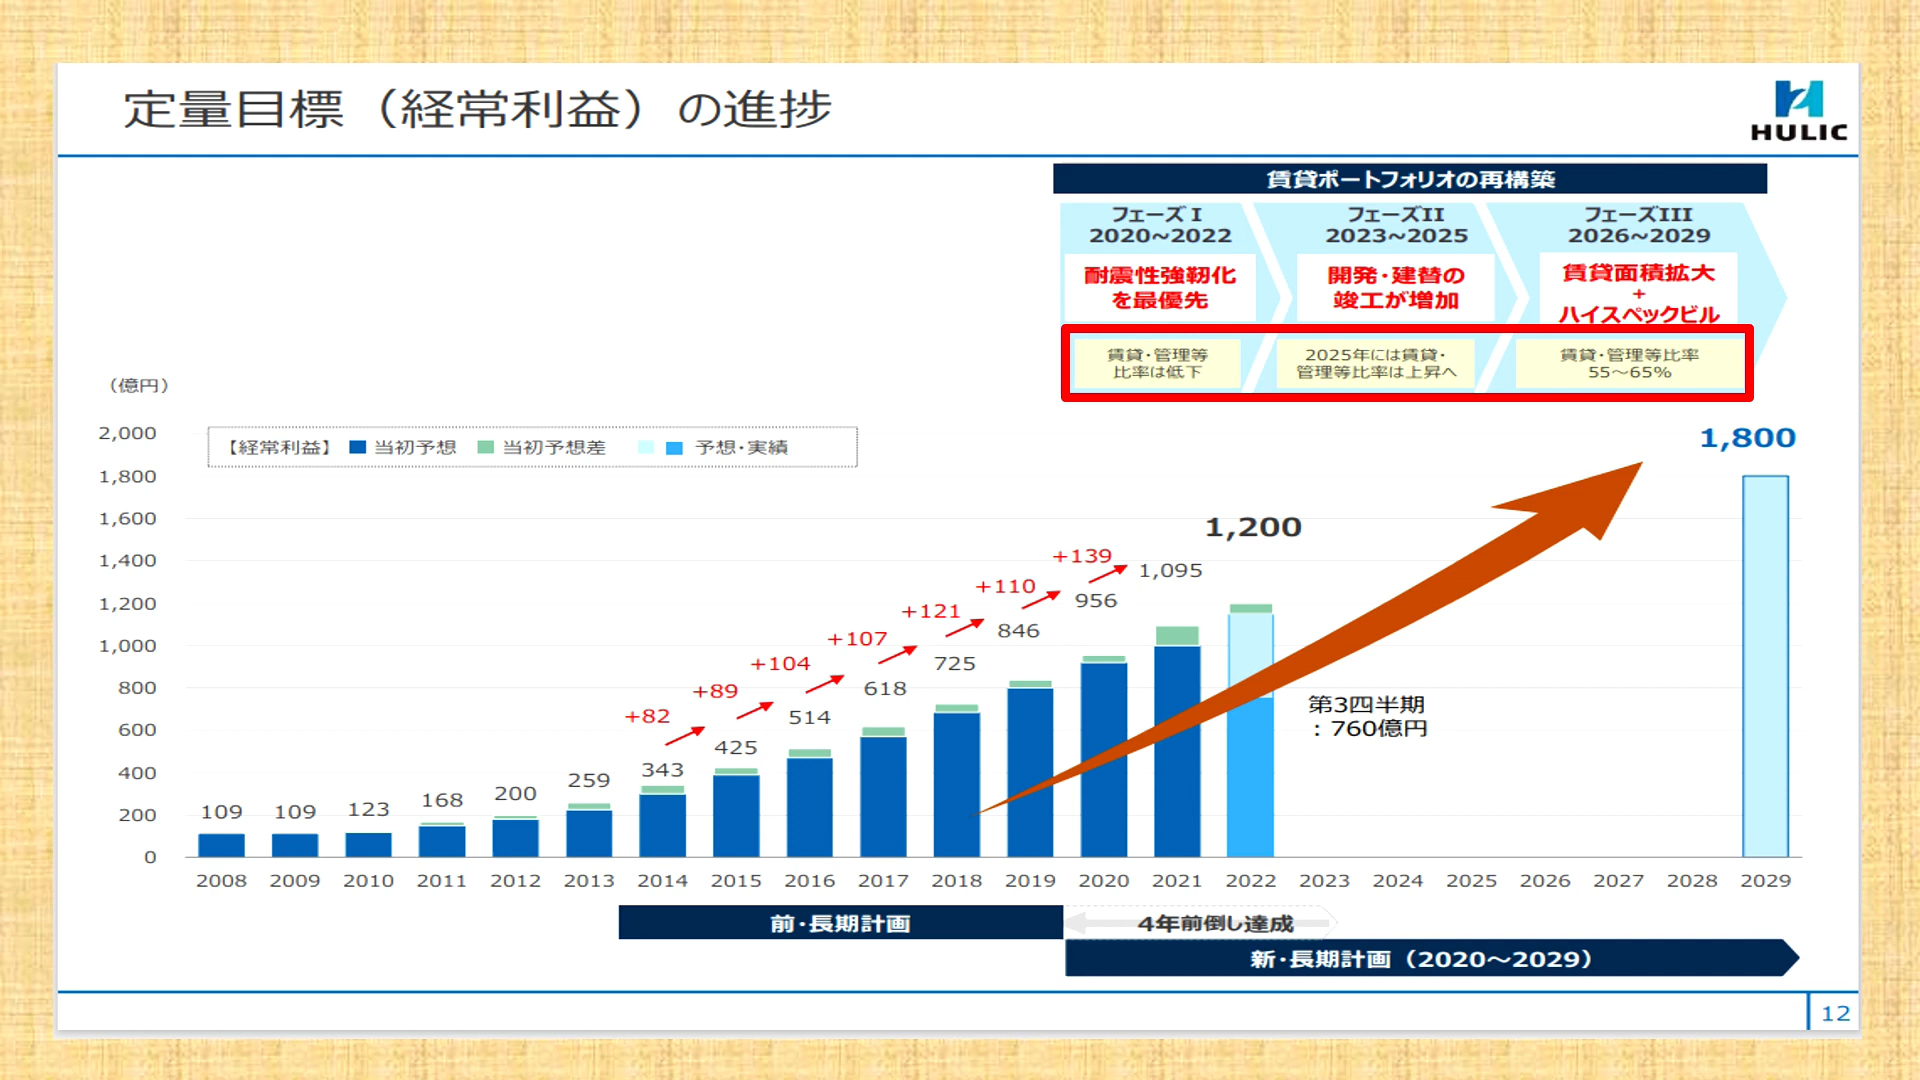 定量目標（経常利益）の進捗
HULIC
賃貸ポートフォリオの再構築
フェーズ I
2020~2022
耐震性強靭化
を最優先
賃貸・管理等
比率は低下
フェーズII
2023~2025
開発・建替の
竣工が増加
2025年には賃貸・
管理等比率は上昇へ
フェーズIII
2026~2029
賃貸面積拡大
+
ハイスペックビル
賃貸・管理等比率
55～65%
（億円）
【経常利益】 当初予想 当初予想差 予想・実績
2,000
1,800
1,600
1,400
1,200
1,000
800
600
400
200
0
109
109
123
168
200
259
343
425
514
618
725
846
956
1,095
1,200
1,800
+82
+89
+104
+107
+121
+110
+139
第3四半期
：760億円
2008 2009 2010 2011 2012 2013 2014 2015 2016 2017 2018 2019 2020 2021 2022 2023 2024 2025 2026 2027 2028 2029
前・長期計画
4年前倒し達成
新・長期計画（2020～2029）
12